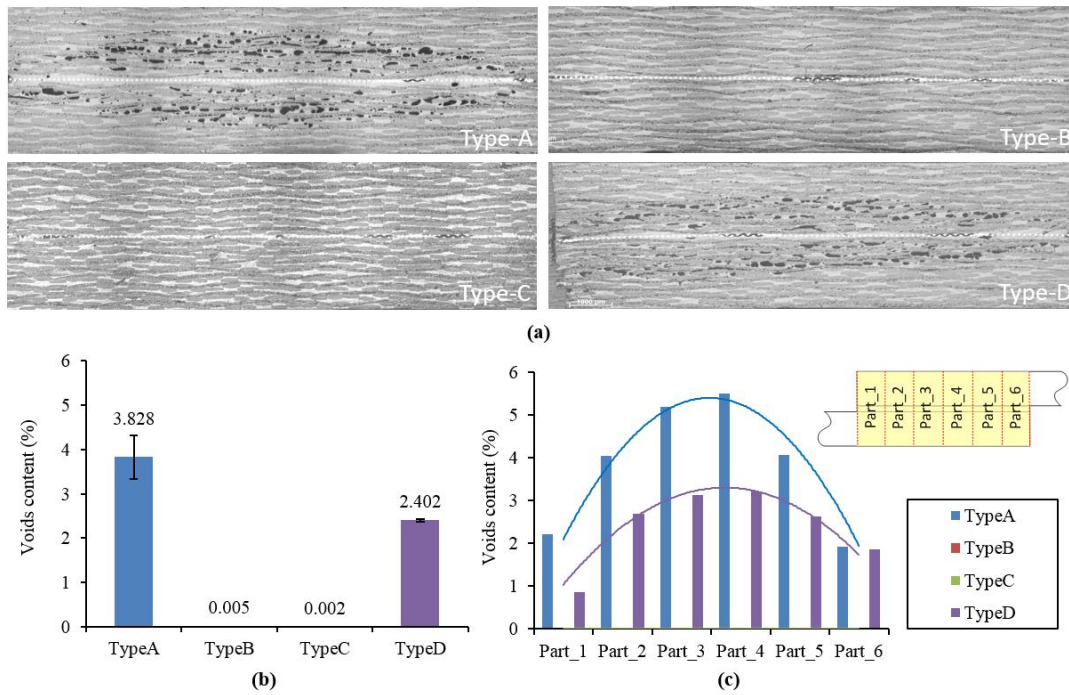 Type-A
Type-B
Type-C
Type-D
1000 µm
(a)
Voids content (%)
6
5
4
3
2
1
0
3.828
0.005
0.002
2.402
TypeA TypeB TypeC TypeD
(b)
Voids content (%)
6
5
4
3
2
1
0
Part_1 Part_2 Part_3 Part_4 Part_5 Part_6
Part_1 Part_2 Part_3 Part_4 Part_5 Part_6
TypeA
TypeB
TypeC
TypeD
(c)